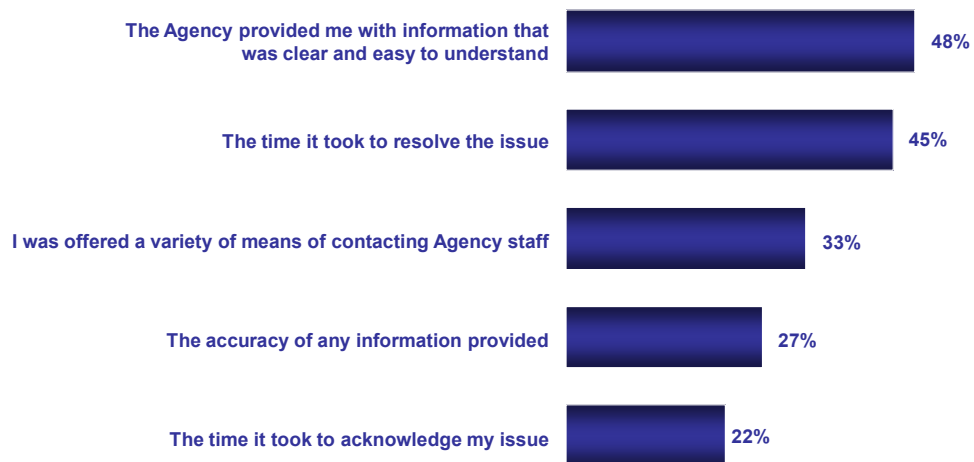 The Agency provided me with information that
was clear and easy to understand
48%
The time it took to resolve the issue
45%
I was offered a variety of means of contacting Agency staff
33%
The accuracy of any information provided
27%
The time it took to acknowledge my issue
22%